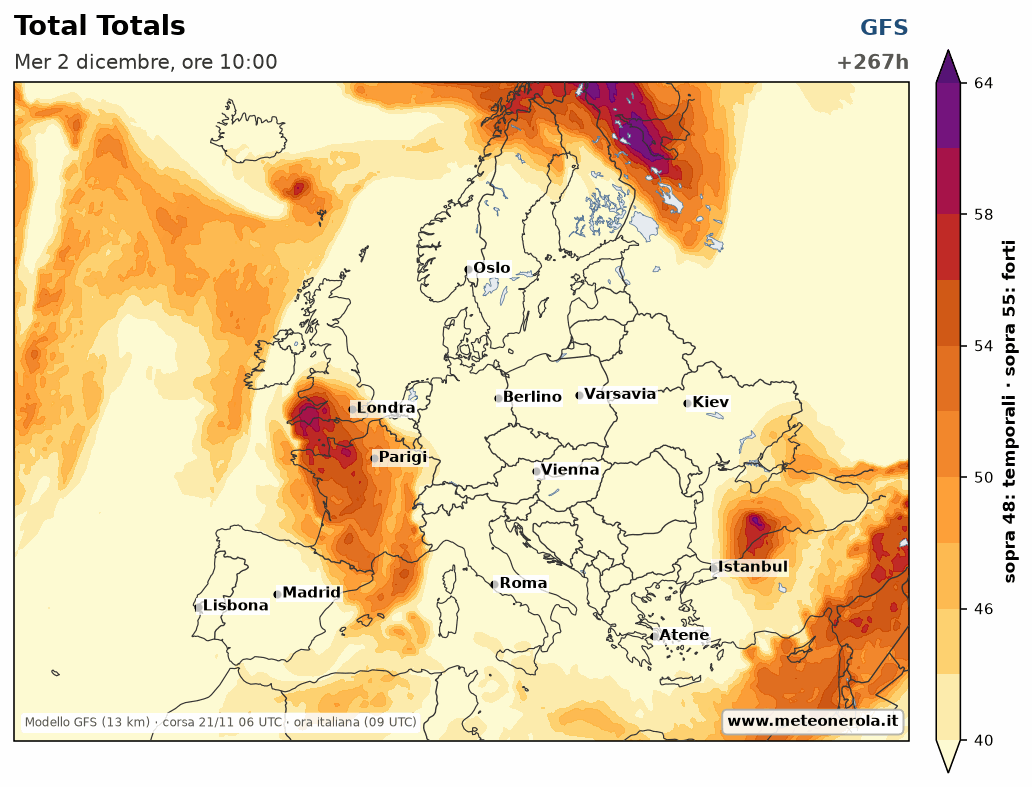 Total Totals
GFS
Mer 2 dicembre, ore 10:00
+267h
64
58
54
50
46
40
sopra 48: temporali · sopra 55: forti
Oslo
Londra
Berlino
Varsavia
Kiev
Parigi
Vienna
Istanbul
Roma
Madrid
Lisbona
Atene
Modello GFS (13 km) · corsa 21/11 06 UTC · ora italiana (09 UTC)
www.meteonerola.it